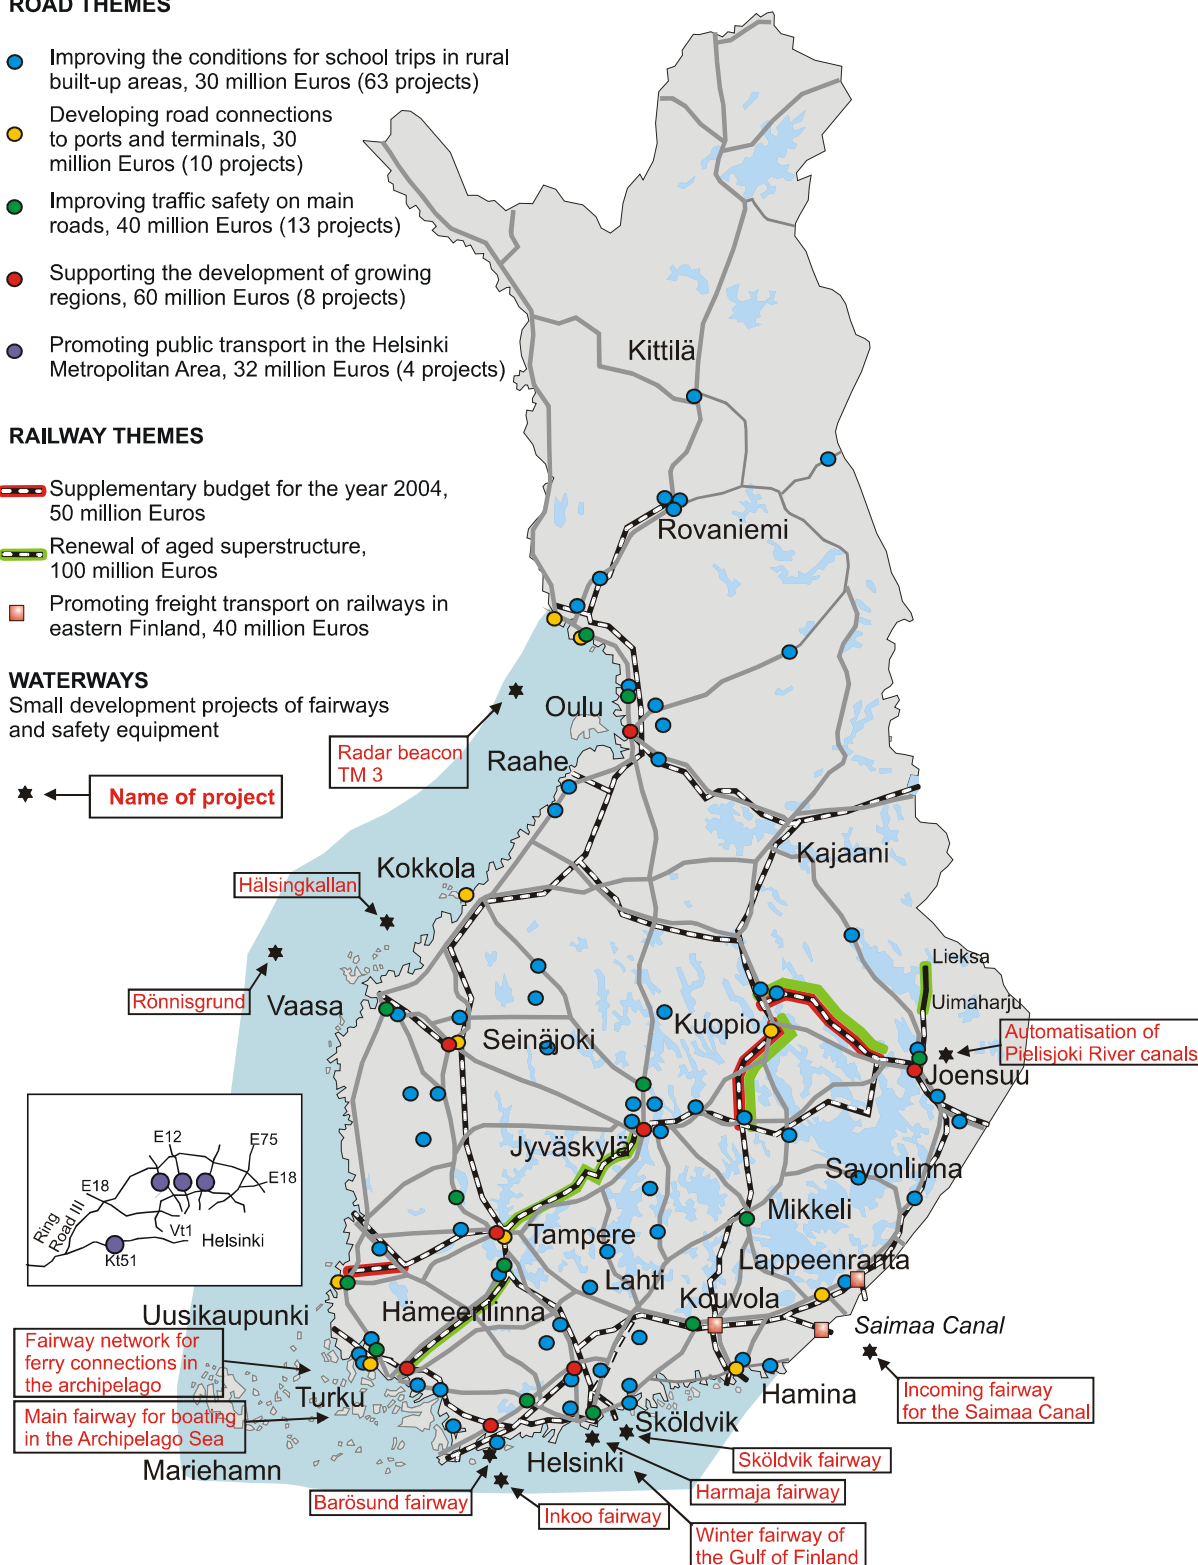 ROAD THEMES
Improving the conditions for school trips in rural
built-up areas, 30 million Euros (63 projects)
Developing road connections
to ports and terminals, 30
million Euros (10 projects)
Improving traffic safety on main
roads, 40 million Euros (13 projects)
Supporting the development of growing
regions, 60 million Euros (8 projects)
Promoting public transport in the Helsinki
Metropolitan Area, 32 million Euros (4 projects)
RAILWAY THEMES
Supplementary budget for the year 2004,
50 million Euros
Renewal of aged superstructure,
100 million Euros
Promoting freight transport on railways in
eastern Finland, 40 million Euros
WATERWAYS
Small development projects of fairways
and safety equipment
Name of project
Kittilä
Rovaniemi
Oulu
Radar beacon
TM 3
Raahe
Kajaani
Kokkola
Hälsingkallan
Rönnisgrund
Vaasa
Lieksa
Uimaharju
Kuopio
Seinäjoki
Automatisation of
Pielisjoki River canals
Joensuu
Jyväskylä
Savonlinna
Mikkeli
E12
E75
E18
E18
Ring
Road III
Vt1
Helsinki
Kt51
Tampere
Lappeenranta
Lahti
Kouvola
Hämeenlinna
Uusikaupunki
Saimaa Canal
Fairway network for
ferry connections in
the archipelago
Turku
Hamina
Incoming fairway
for the Saimaa Canal
Main fairway for boating
in the Archipelago Sea
Sköldvik
Mariehamn
Helsinki
Sköldvik fairway
Harmaja fairway
Barösund fairway
Inkoo fairway
Winter fairway of
the Gulf of Finland